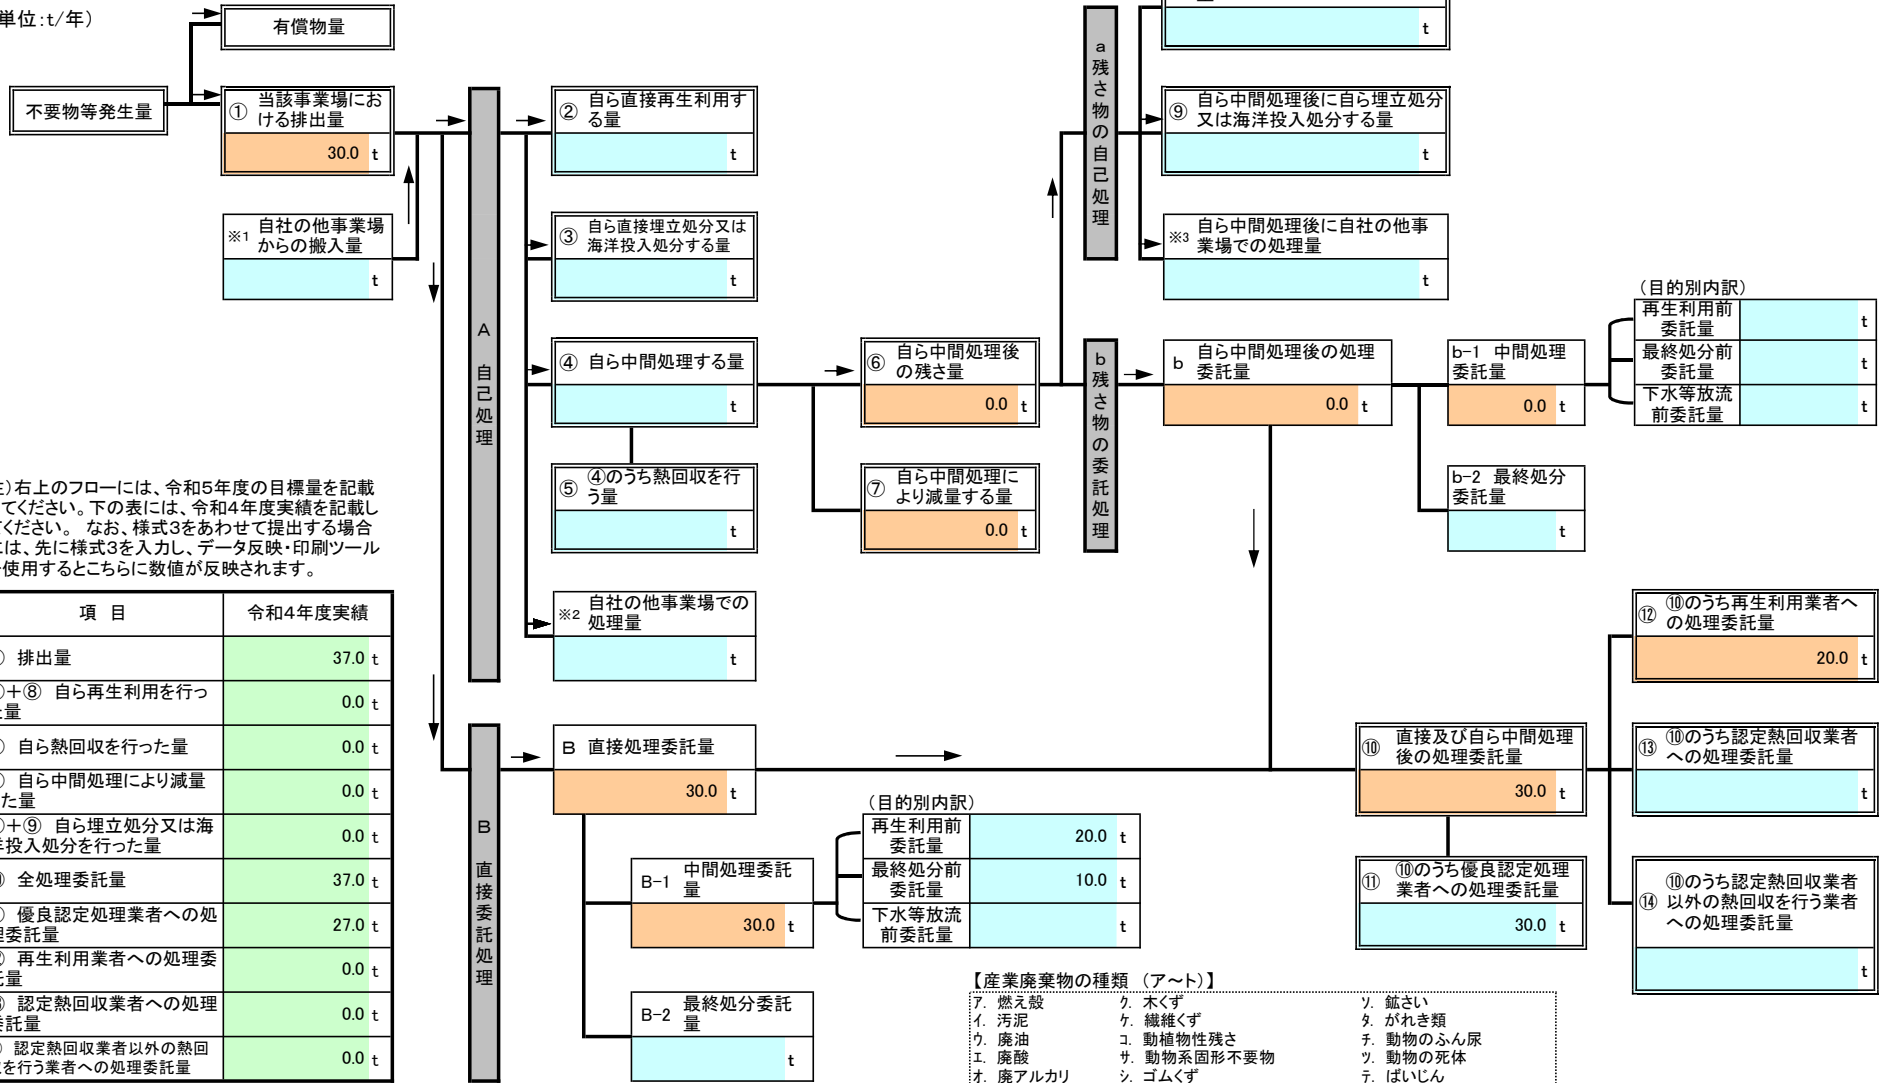 単位:t/年)
有償物量
不要物等発生量
① 当該事業場にお
ける排出量
30.0 t
※1 自社の他事業場
からの搬入量
t
A 自己処理
② 自ら直接再生利用す
る量
t
③ 自ら直接埋立処分又は
海洋投入処分する量
t
④ 自ら中間処理する量
t
⑤ ④のうち熱回収を行
う量
t
※2 自社の他事業場での
処理量
t
⑥ 自ら中間処理後
の残さ量
0.0 t
⑦ 自ら中間処理に
より減量する量
0.0 t
a 残さ物の自己処理
t
⑨ 自ら中間処理後に自ら埋立処分
又は海洋投入処分する量
t
※3 自ら中間処理後に自社の他事
業場での処理量
t
b 残さ物の委託処理
b 自ら中間処理後の処理
委託量
0.0 t
b-1 中間処理
委託量
0.0 t
b-2 最終処分
委託量
t
(目的別内訳)
再生利用前
委託量
t
最終処分前
委託量
t
下水等放流
前委託量
t
)右上のフローには、令和5年度の目標量を記載
てください。下の表には、令和4年度実績を記載し
ください。 なお、様式3をあわせて提出する場合
は、先に様式3を入力し、データ反映・印刷ツール
使用するとこちらに数値が反映されます。
項 目 令和4年度実績
) 排出量 37.0 t
)+⑧ 自ら再生利用を行っ
量 0.0 t
) 自ら熱回収を行った量 0.0 t
) 自ら中間処理により減量
た量 0.0 t
)+⑨ 自ら埋立処分又は海
投入処分を行った量 0.0 t
) 全処理委託量 37.0 t
) 優良認定処理業者への処
委託量 27.0 t
) 再生利用業者への処理委
量 0.0 t
) 認定熱回収業者への処理
託量 0.0 t
) 認定熱回収業者以外の熱回
を行う業者への処理委託量 0.0 t
B 直接委託処理
B 直接処理委託量
30.0 t
B-1 中間処理委託
量
30.0 t
B-2 最終処分委託
量
t
(目的別内訳)
再生利用前
委託量
20.0 t
最終処分前
委託量
10.0 t
下水等放流
前委託量
t
⑩ 直接及び自ら中間処理
後の処理委託量
30.0 t
⑪ ⑩のうち優良認定処理
業者への処理委託量
30.0 t
⑫ ⑩のうち再生利用業者へ
の処理委託量
20.0 t
⑬ ⑩のうち認定熱回収業者
への処理委託量
t
⑭ ⑩のうち認定熱回収業者
以外の熱回収を行う業者
への処理委託量
t
【産業廃棄物の種類 (ア~ト)】
ア. 燃え殻 ク. 木くず ソ. 鉱さい
イ. 汚泥 ケ. 繊維くず タ. がれき類
ウ. 廃油 コ. 動植物性残さ チ. 動物のふん尿
エ. 廃酸 サ. 動物系固形不要物 ツ. 動物の死体
オ. 廃アルカリ シ. ゴムくず テ. ばいじん